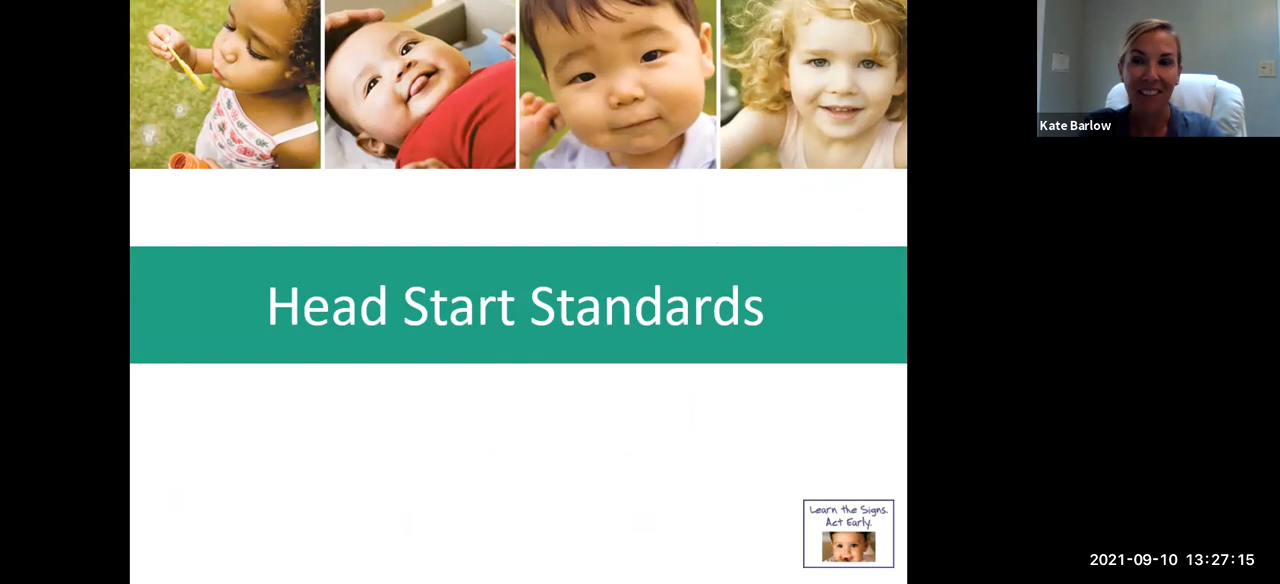 Kate Barlow
Head Start Standards
Learn the Signs.
Act Early.
2021-09-10 13:27:15